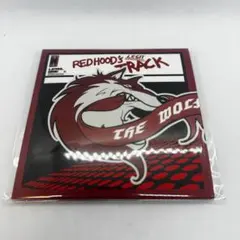 REDHOOD's
TRACK
THE WOLF